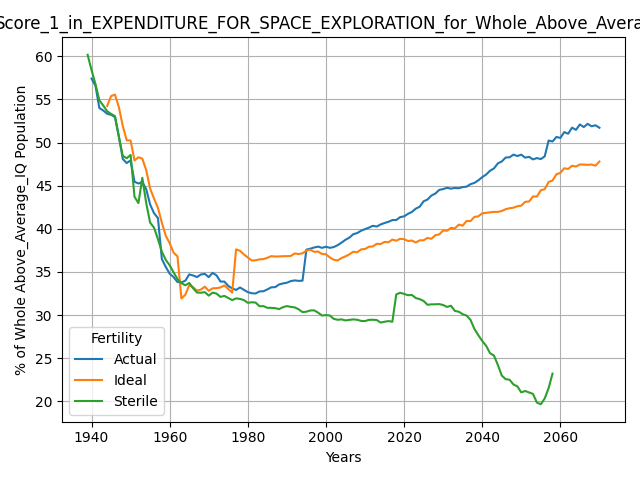 Score_1_in_EXPENDITURE_FOR_SPACE_EXPLORATION_for_Whole_Above_Avera
% of Whole Above_Average_IQ Population
60
55
50
45
40
35
30
25
20
Fertility
Actual
Ideal
Sterile
1940 1960 1980 2000 2020 2040 2060
Years